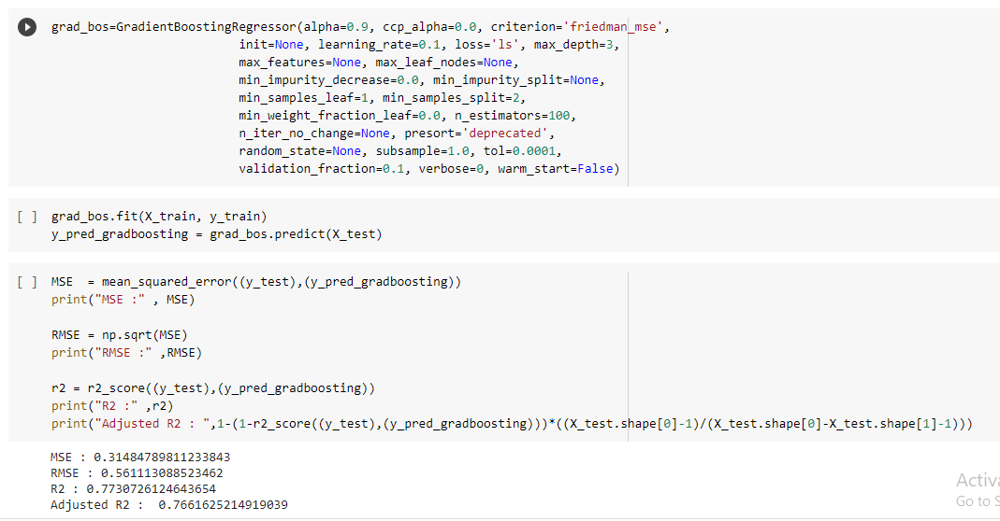 grad_bos=GradientBoostingRegressor(alpha=0.9, ccp_alpha=0.0, criterion='friedman_mse',
init=None, learning_rate=0.1, loss='ls', max_depth=3,
max_features=None, max_leaf_nodes=None,
min_impurity_decrease=0.0, min_impurity_split=None,
min_samples_leaf=1, min_samples_split=2,
min_weight_fraction_leaf=0.0, n_estimators=100,
n_iter_no_change=None, presort='deprecated',
random_state=None, subsample=1.0, tol=0.0001,
validation_fraction=0.1, verbose=0, warm_start=False)
[ ] grad_bos.fit(X_train, y_train)
y_pred_gradboosting = grad_bos.predict(X_test)
[ ] MSE  = mean_squared_error((y_test),(y_pred_gradboosting))
print("MSE :" , MSE)
RMSE = np.sqrt(MSE)
print("RMSE :" ,RMSE)
r2 = r2_score((y_test),(y_pred_gradboosting))
print("R2 :" ,r2)
print("Adjusted R2 : ",1-(1-r2_score((y_test),(y_pred_gradboosting)))*((X_test.shape[0]-1)/(X_test.shape[0]-X_test.shape[1]-1)))
MSE : 0.31484789811233843
RMSE : 0.561113088523462
R2 : 0.7730726124643654
Adjusted R2 :  0.7661625214919039
Activa
Go to S